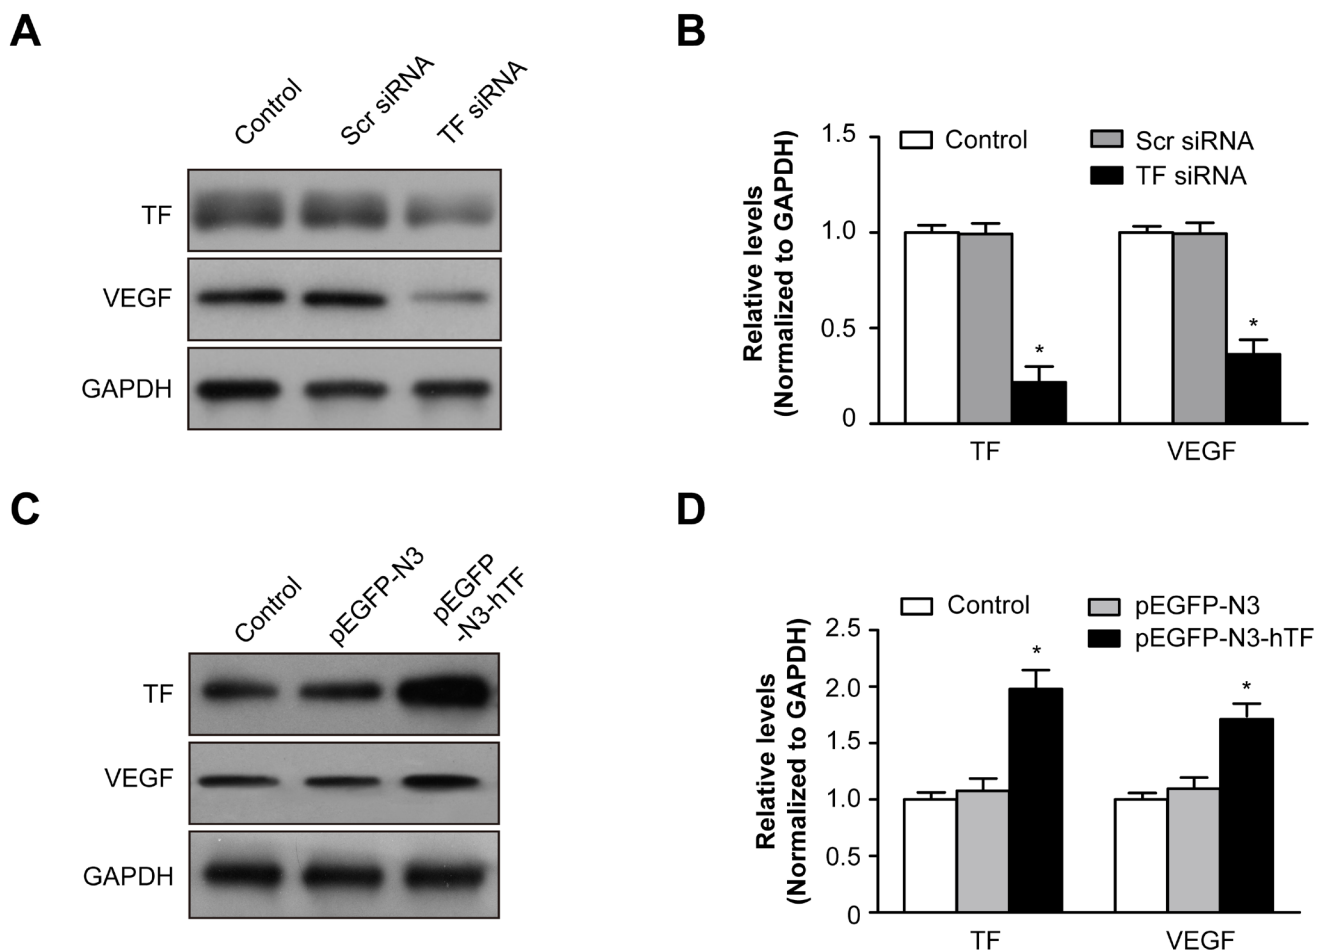 A
Control
Scr siRNA
TF siRNA
TF
VEGF
GAPDH
B
Relative levels
(Normalized to GAPDH)
1.5
1.0
0.5
0
Control
Scr siRNA
TF siRNA
*
*
TF
VEGF
C
Control
pEGFP-N3
pEGFP
-N3-hTF
TF
VEGF
GAPDH
D
Relative levels
(Normalized to GAPDH)
2.5
2.0
1.5
1.0
0.5
0
Control
pEGFP-N3
pEGFP-N3-hTF
*
*
TF
VEGF